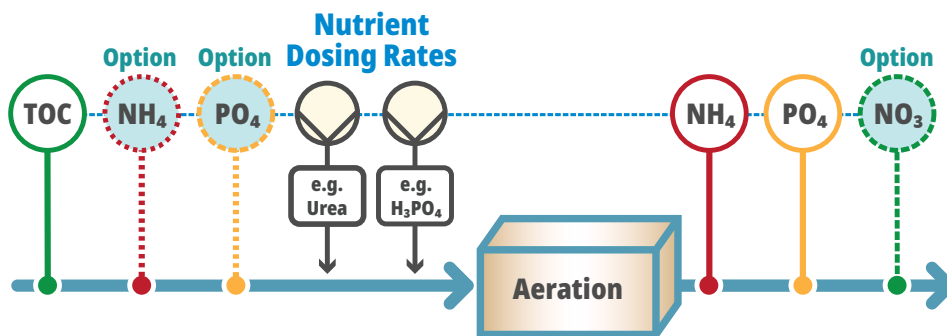 Nutrient
Dosing Rates
Option
Option
Option
TOC
NH₄
PO₄
NH₄
PO₄
NO₃
e.g.
Urea
e.g.
H₃PO₄
Aeration